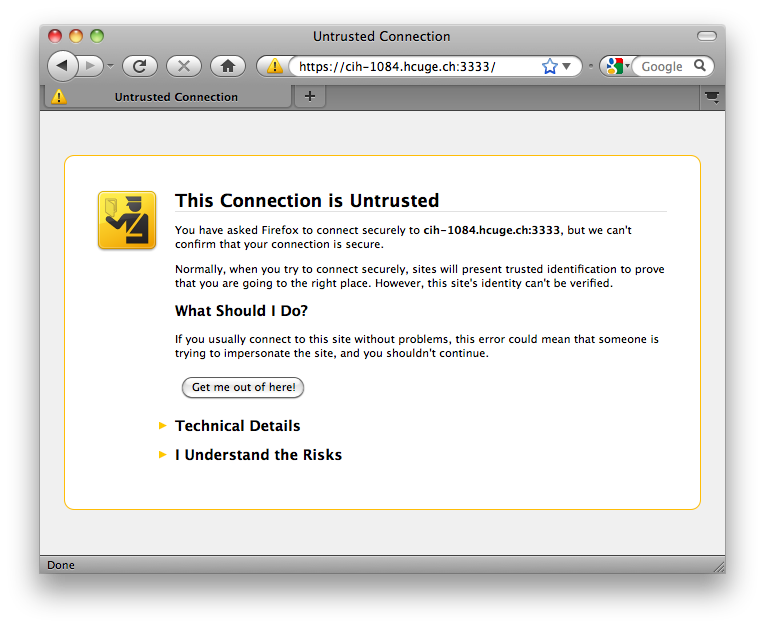 Untrusted Connection
https://cih-1084.hcuge.ch:3333/
Google
Untrusted Connection
This Connection is Untrusted
You have asked Firefox to connect securely to cih-1084.hcuge.ch:3333, but we can't
confirm that your connection is secure.
Normally, when you try to connect securely, sites will present trusted identification to prove
that you are going to the right place. However, this site's identity can't be verified.
What Should I Do?
If you usually connect to this site without problems, this error could mean that someone is
trying to impersonate the site, and you shouldn't continue.
Get me out of here!
Technical Details
I Understand the Risks
Done